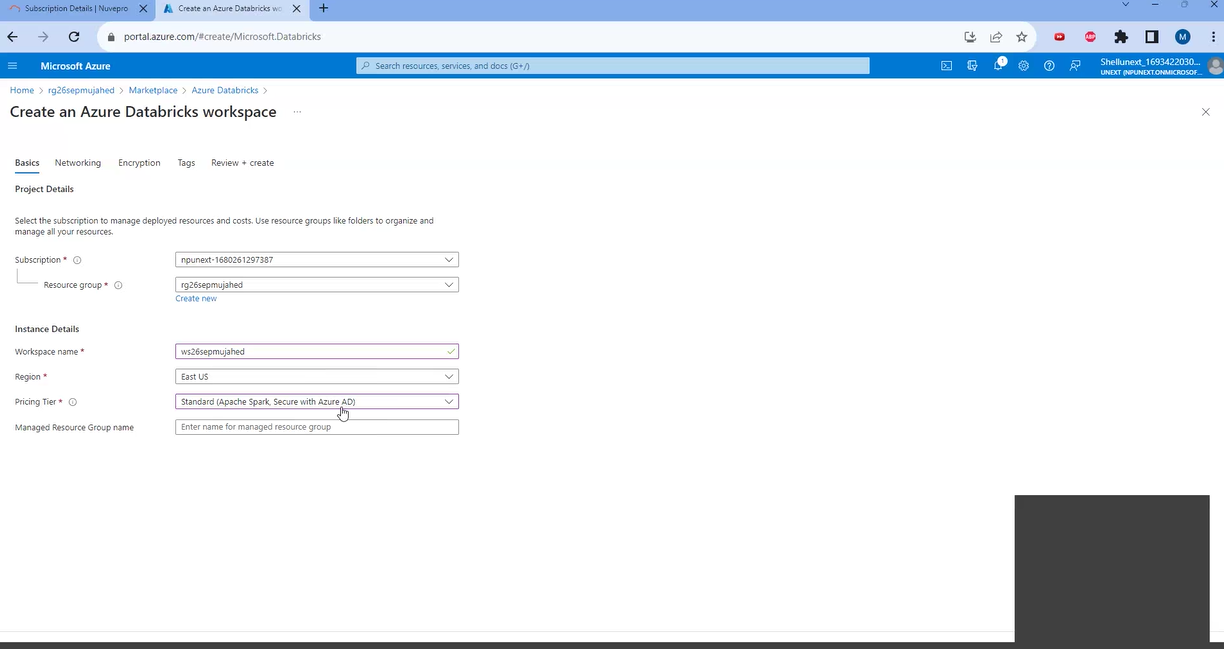 Subscription Details | Nuvepro
Create an Azure Databricks wo
portal.azure.com/#create/Microsoft.Databricks
ABP
M
Microsoft Azure
Search resources, services, and docs (G+/)
1
Shellunext_1693422030...
UNEXT (NPUNEXT.ONMICROSOF...
Home > rg26sepmujahed > Marketplace > Azure Databricks >
Create an Azure Databricks workspace ...
Basics Networking Encryption Tags Review + create
Project Details
Select the subscription to manage deployed resources and costs. Use resource groups like folders to organize and
manage all your resources.
Subscription * npunext-1680261297387
Resource group * rg26sepmujahed
Create new
Instance Details
Workspace name * ws26sepmujahed
Region * East US
Pricing Tier * Standard (Apache Spark, Secure with Azure AD)
Managed Resource Group name Enter name for managed resource group